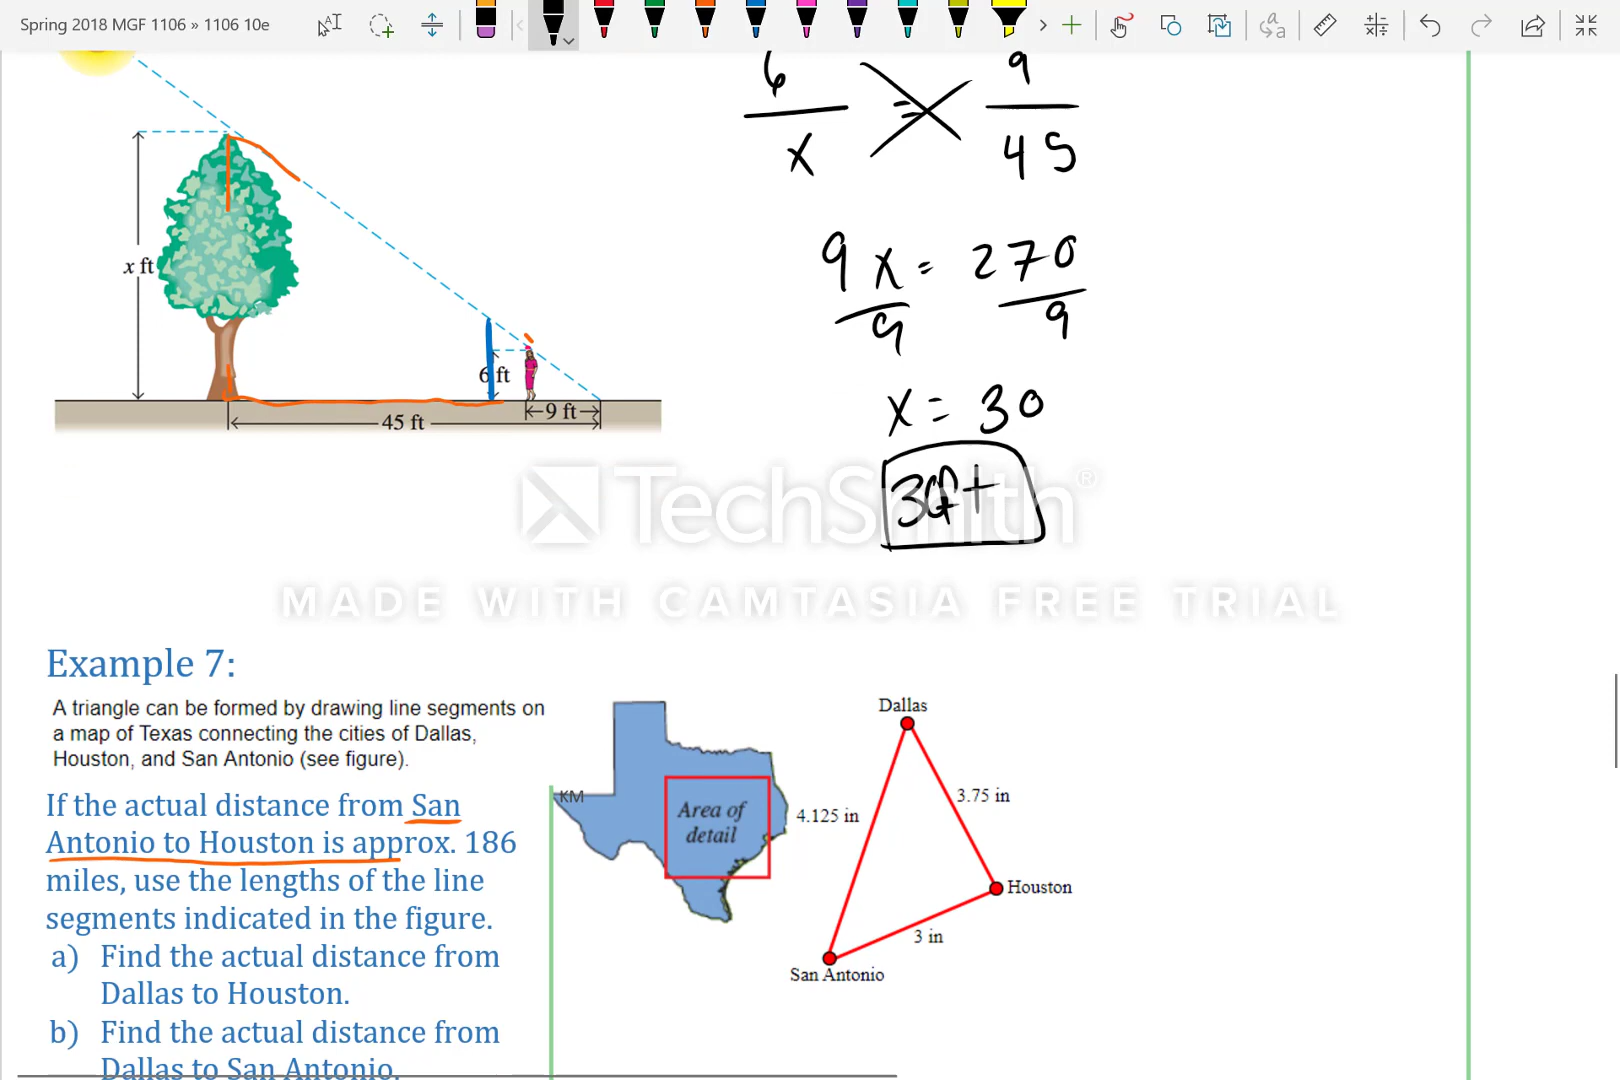 Spring 2018 MGF 1106 » 1106 10e
6 = 9
x 45
x ft
9x = 270
9 9
6 ft
9 ft
45 ft
x = 30
30ft
TechSmith®
MADE WITH CAMTASIA FREE TRIAL
Example 7:
A triangle can be formed by drawing line segments on
a map of Texas connecting the cities of Dallas,
Houston, and San Antonio (see figure).
If the actual distance from San
Antonio to Houston is approx. 186
miles, use the lengths of the line
segments indicated in the figure.
a) Find the actual distance from
Dallas to Houston.
b) Find the actual distance from
Dallas to San Antonio.
KM
Area of
detail
Dallas
4.125 in
3.75 in
Houston
3 in
San Antonio